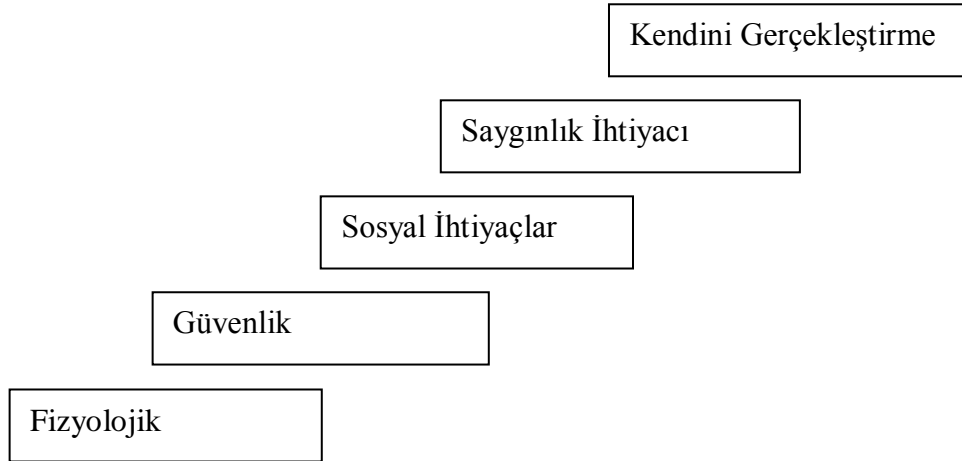 Kendini Gerçekleştirme
Saygınlık İhtiyacı
Sosyal İhtiyaçlar
Güvenlik
Fizyolojik